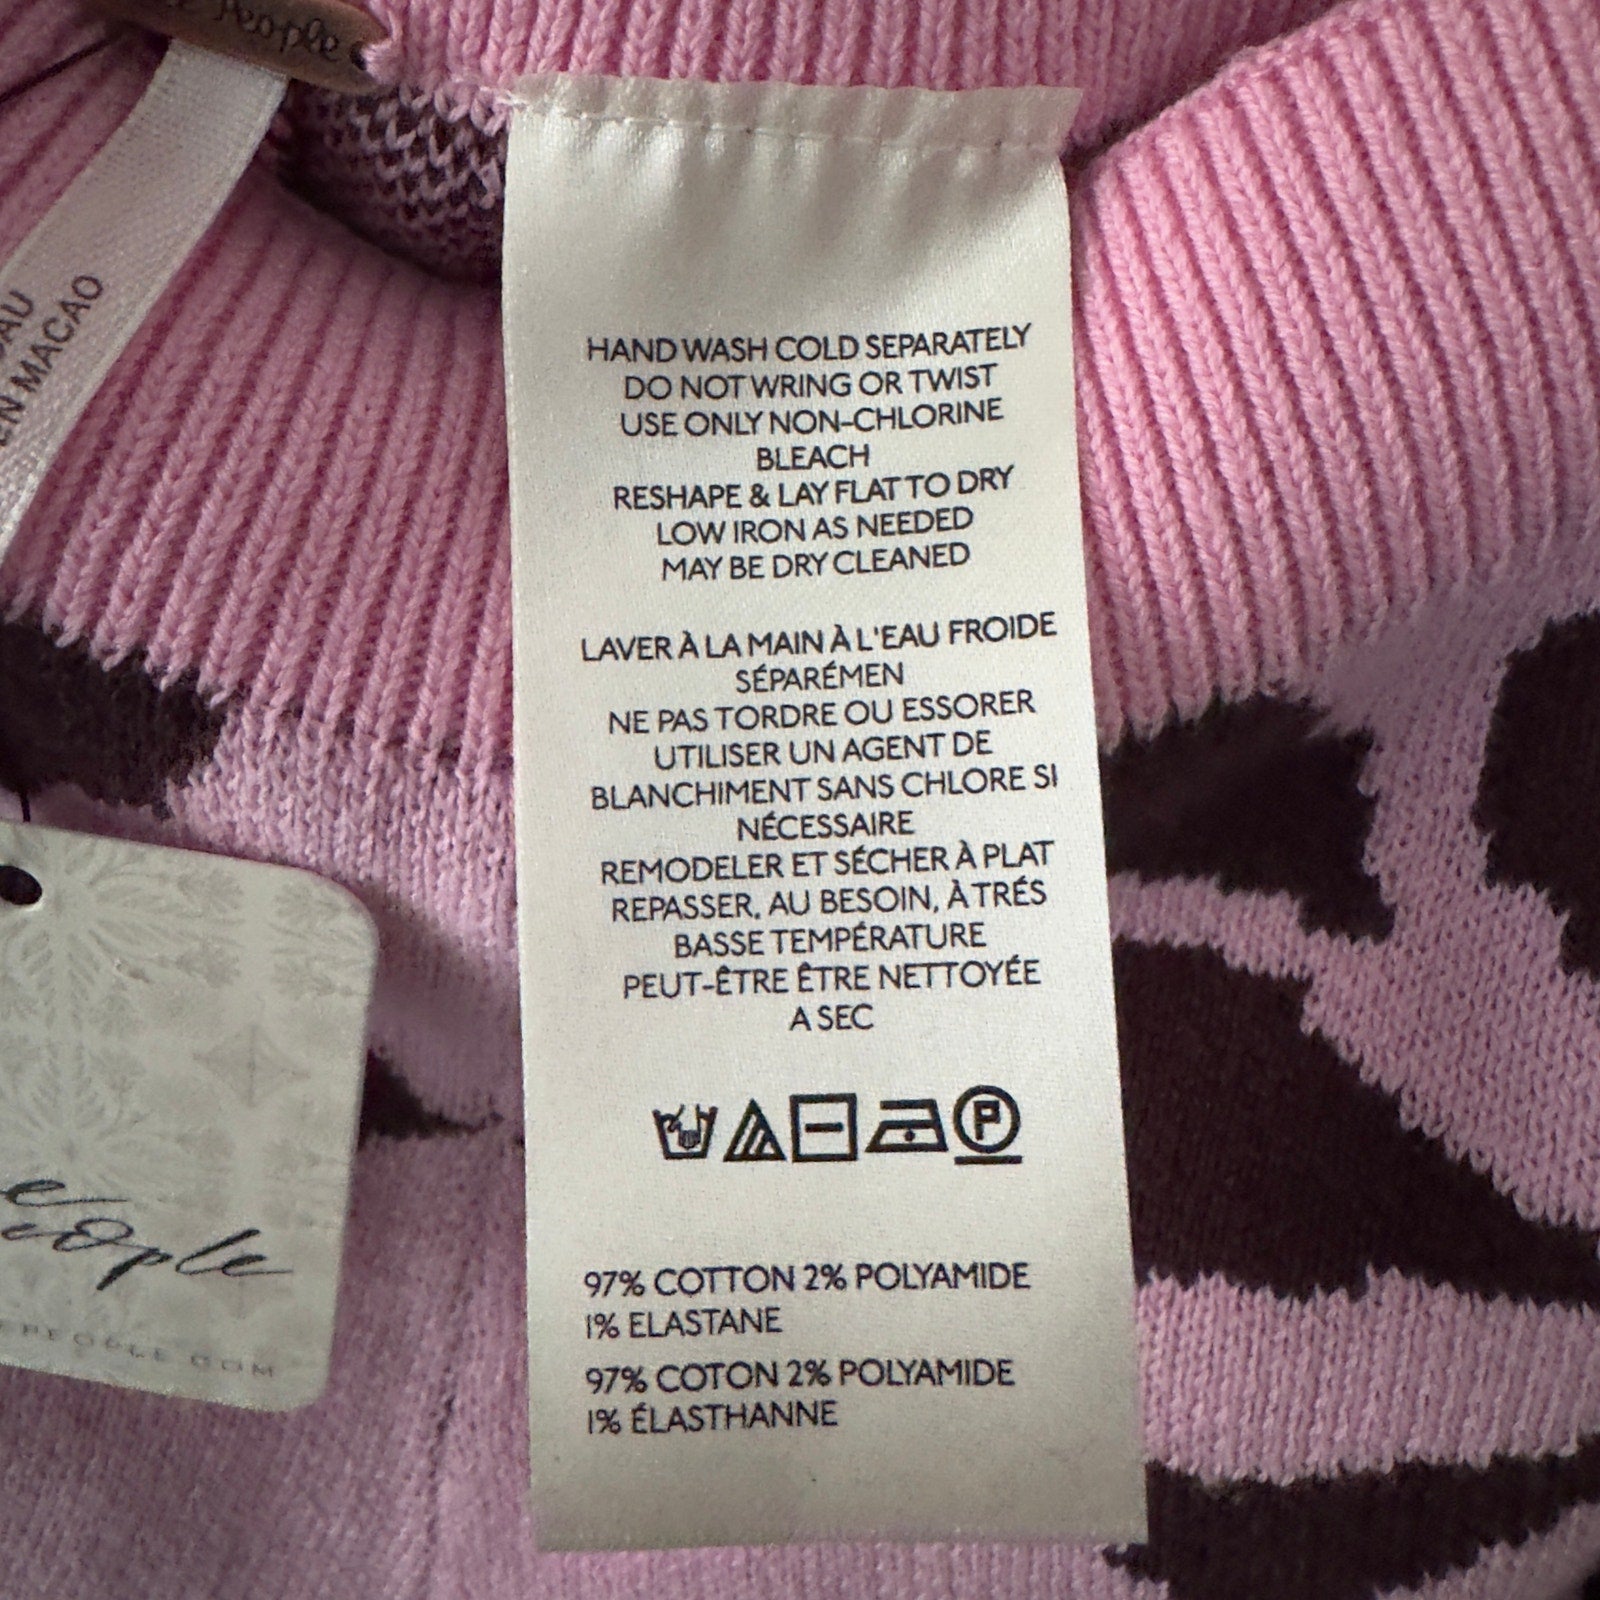 People
EN MACAO
HAND WASH COLD SEPARATELY
DO NOT WRING OR TWIST
USE ONLY NON-CHLORINE
BLEACH
RESHAPE & LAY FLAT TO DRY
LOW IRON AS NEEDED
MAY BE DRY CLEANED
LAVER À LA MAIN À L'EAU FROIDE
SÉPARÉMEN
NE PAS TORDRE OU ESSORER
UTILISER UN AGENT DE
BLANCHIMENT SANS CHLORE SI
NÉCESSAIRE
REMODELER ET SÉCHER À PLAT
REPASSER, AU BESOIN, À TRÉS
BASSE TEMPÉRATURE
PEUT-ÊTRE ÊTRE NETTOYÉE
A SEC
P
97% COTTON 2% POLYAMIDE
1% ELASTANE
97% COTON 2% POLYAMIDE
1% ÉLASTHANNE
people
EPEOPLE.COM